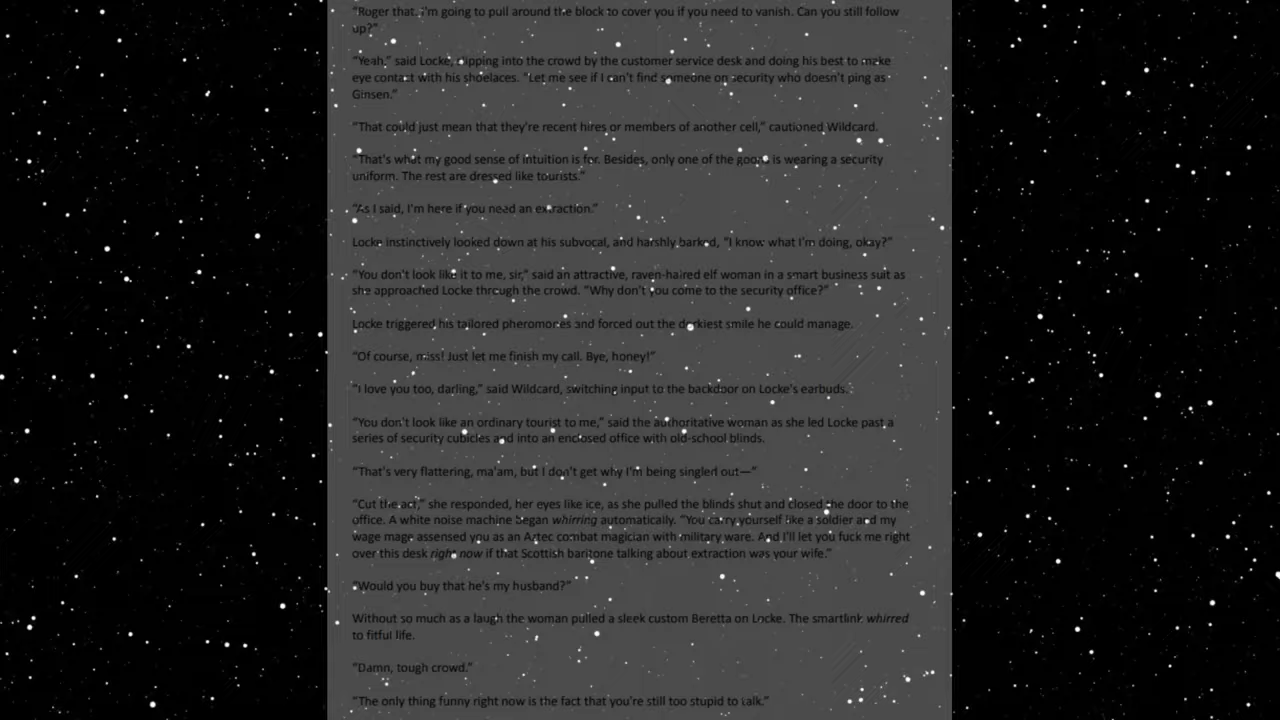 “Roger that. I’m going to pull around the block to cover you if you need to vanish. Can you still follow
up?”
“Yeah,” said Locke, slipping into the crowd by the customer service desk and doing his best to make
eye contact with his shoelaces. “Let me see if I can’t find someone on security who doesn’t ping as
Ginsen.”
“That could just mean that they’re recent hires or members of another cell,” cautioned Wildcard.
“That’s what my good sense of intuition is for. Besides, only one of the goons is wearing a security
uniform. The rest are dressed like tourists.”
“As I said, I’m here if you need an extraction.”
Locke instinctively looked down at his subvocal, and harshly barked, “I know what I’m doing, okay?”
“You don’t look like it to me, sir,” said an attractive, raven-haired elf woman in a smart business suit as
she approached Locke through the crowd. “Why don’t you come to the security office?”
Locke triggered his tailored pheromones and forced out the dorkiest smile he could manage.
“Of course, miss! Just let me finish my call. Bye, honey!”
“I love you too, darling,” said Wildcard, switching input to the backdoor on Locke’s earbuds.
“You don’t look like an ordinary tourist to me,” said the authoritative woman as she led Locke past a
series of security cubicles and into an enclosed office with old-school blinds.
“That’s very flattering, ma’am, but I don’t get why I’m being singled out—”
“Cut the act,” she responded, her eyes like ice, as she pulled the blinds shut and closed the door to the
office. A white noise machine began whirring automatically. “You carry yourself like a soldier and my
wage mage assensed you as an Aztec combat magician with military ware. And I’ll let you fuck me right
over this desk right now if that Scottish baritone talking about extraction was your wife.”
“Would you buy that he’s my husband?”
Without so much as a laugh the woman pulled a sleek custom Beretta on Locke. The smartlink whirred
to fitful life.
“Damn, tough crowd.”
“The only thing funny right now is the fact that you’re still too stupid to talk.”